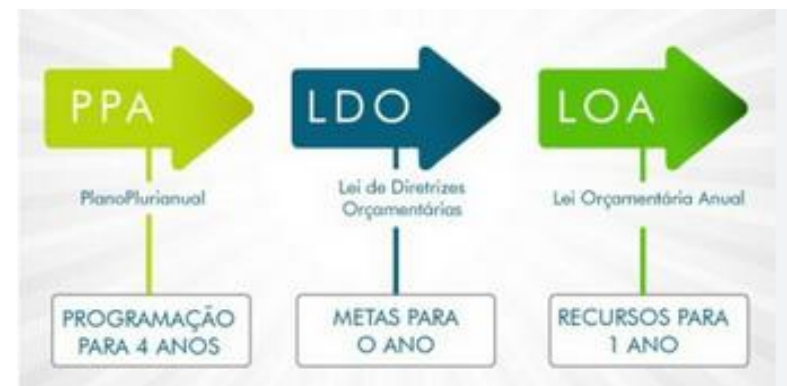 PPA
PlanoPlurianual
PROGRAMAÇÃO
PARA 4 ANOS
LDO
Lei de Diretrizes
Orçamentárias
METAS PARA
O ANO
LOA
Lei Orçamentária Anual
RECURSOS PARA
1 ANO